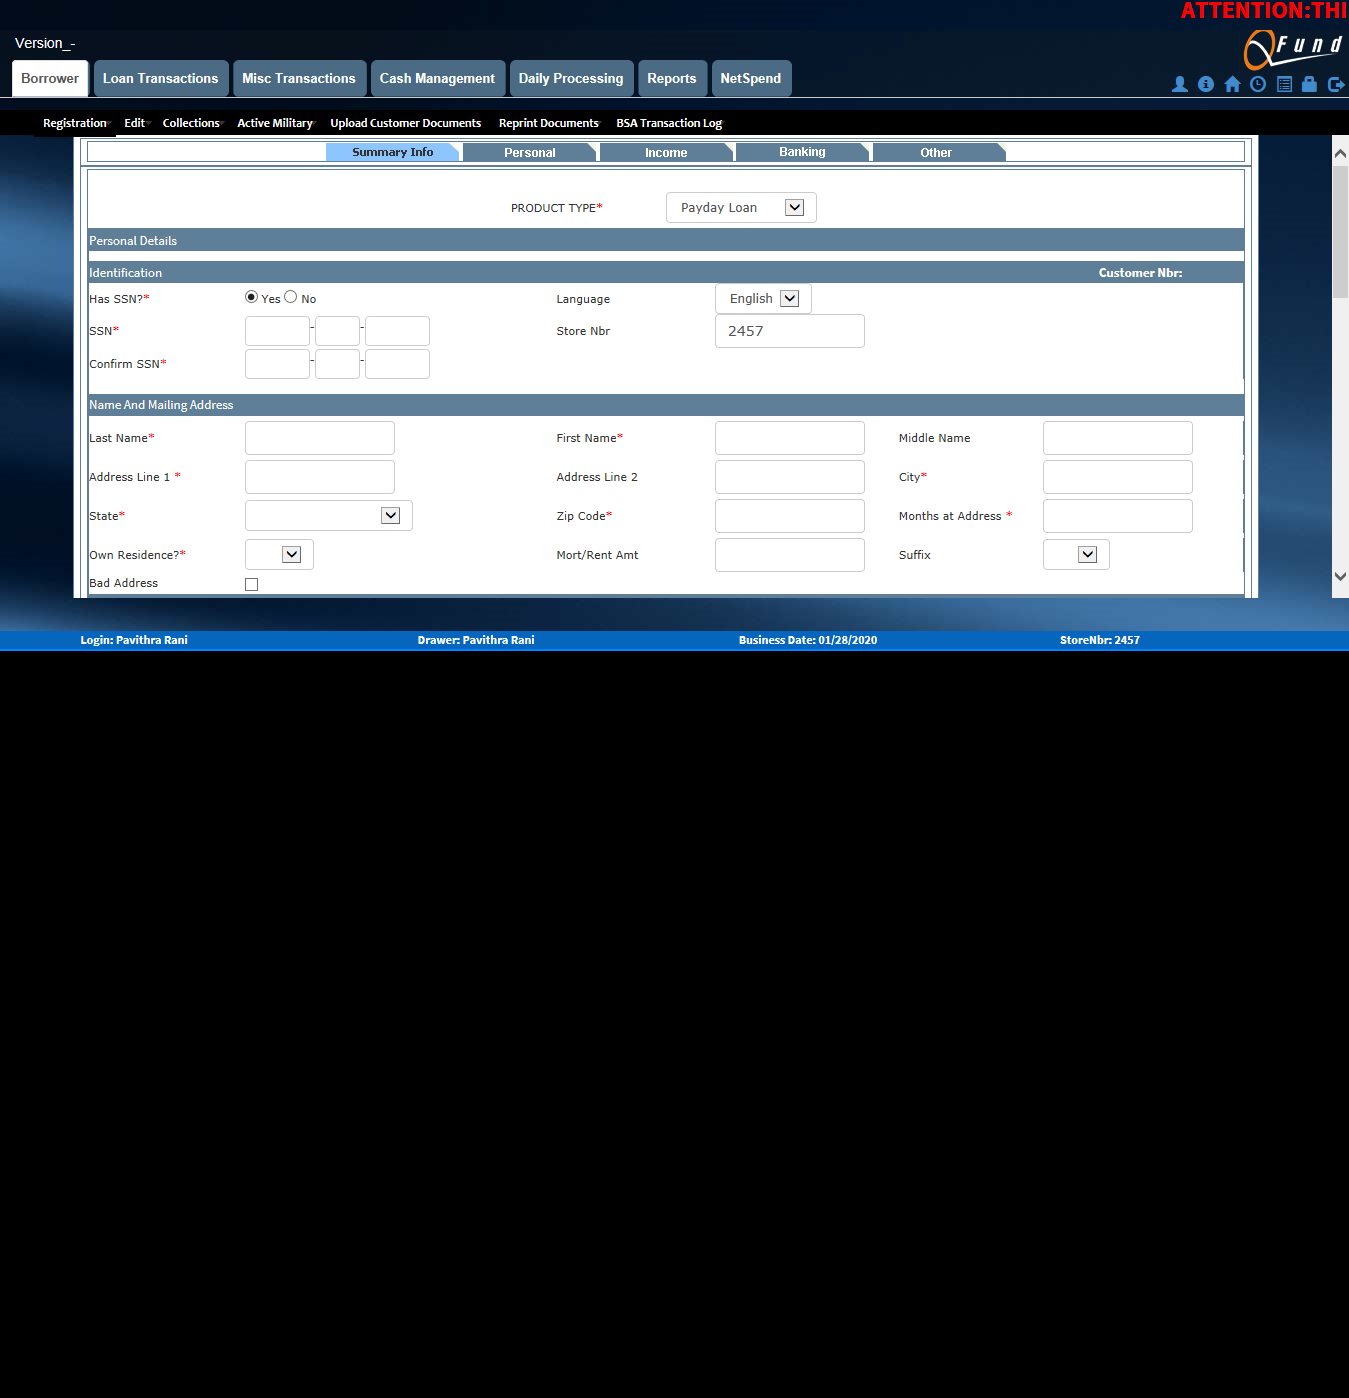 ATTENTION:THI
Version_-
QFund
Borrower Loan Transactions Misc Transactions Cash Management Daily Processing Reports NetSpend
Registration Edit Collections Active Military Upload Customer Documents Reprint Documents BSA Transaction Log
Summary Info Personal Income Banking Other
PRODUCT TYPE* Payday Loan
Personal Details
Identification Customer Nbr:
Has SSN?* Yes No Language English
SSN* - - Store Nbr 2457
Confirm SSN* - -
Name And Mailing Address
Last Name* First Name* Middle Name
Address Line 1 * Address Line 2 City*
State* Zip Code* Months at Address *
Own Residence?* Mort/Rent Amt Suffix
Bad Address
Login: Pavithra Rani Drawer: Pavithra Rani Business Date: 01/28/2020 StoreNbr: 2457